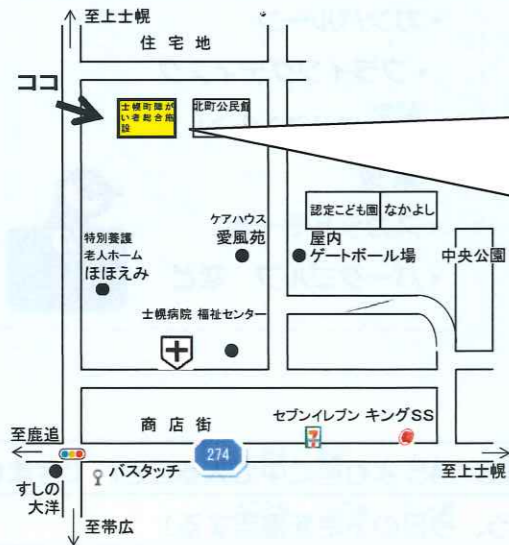 至上士幌
住宅地
ココ
士幌町障が
い者総合施
設
北町公民館
認定こども園 なかよし
ケアハウス
愛風苑
屋内
ゲートボール場
中央公園
特別養護
老人ホーム
ほほえみ
士幌病院 福祉センター
商店街
セブンイレブン キングSS
至鹿追
274
至上士幌
すしの
大洋
バスタッチ
至帯広